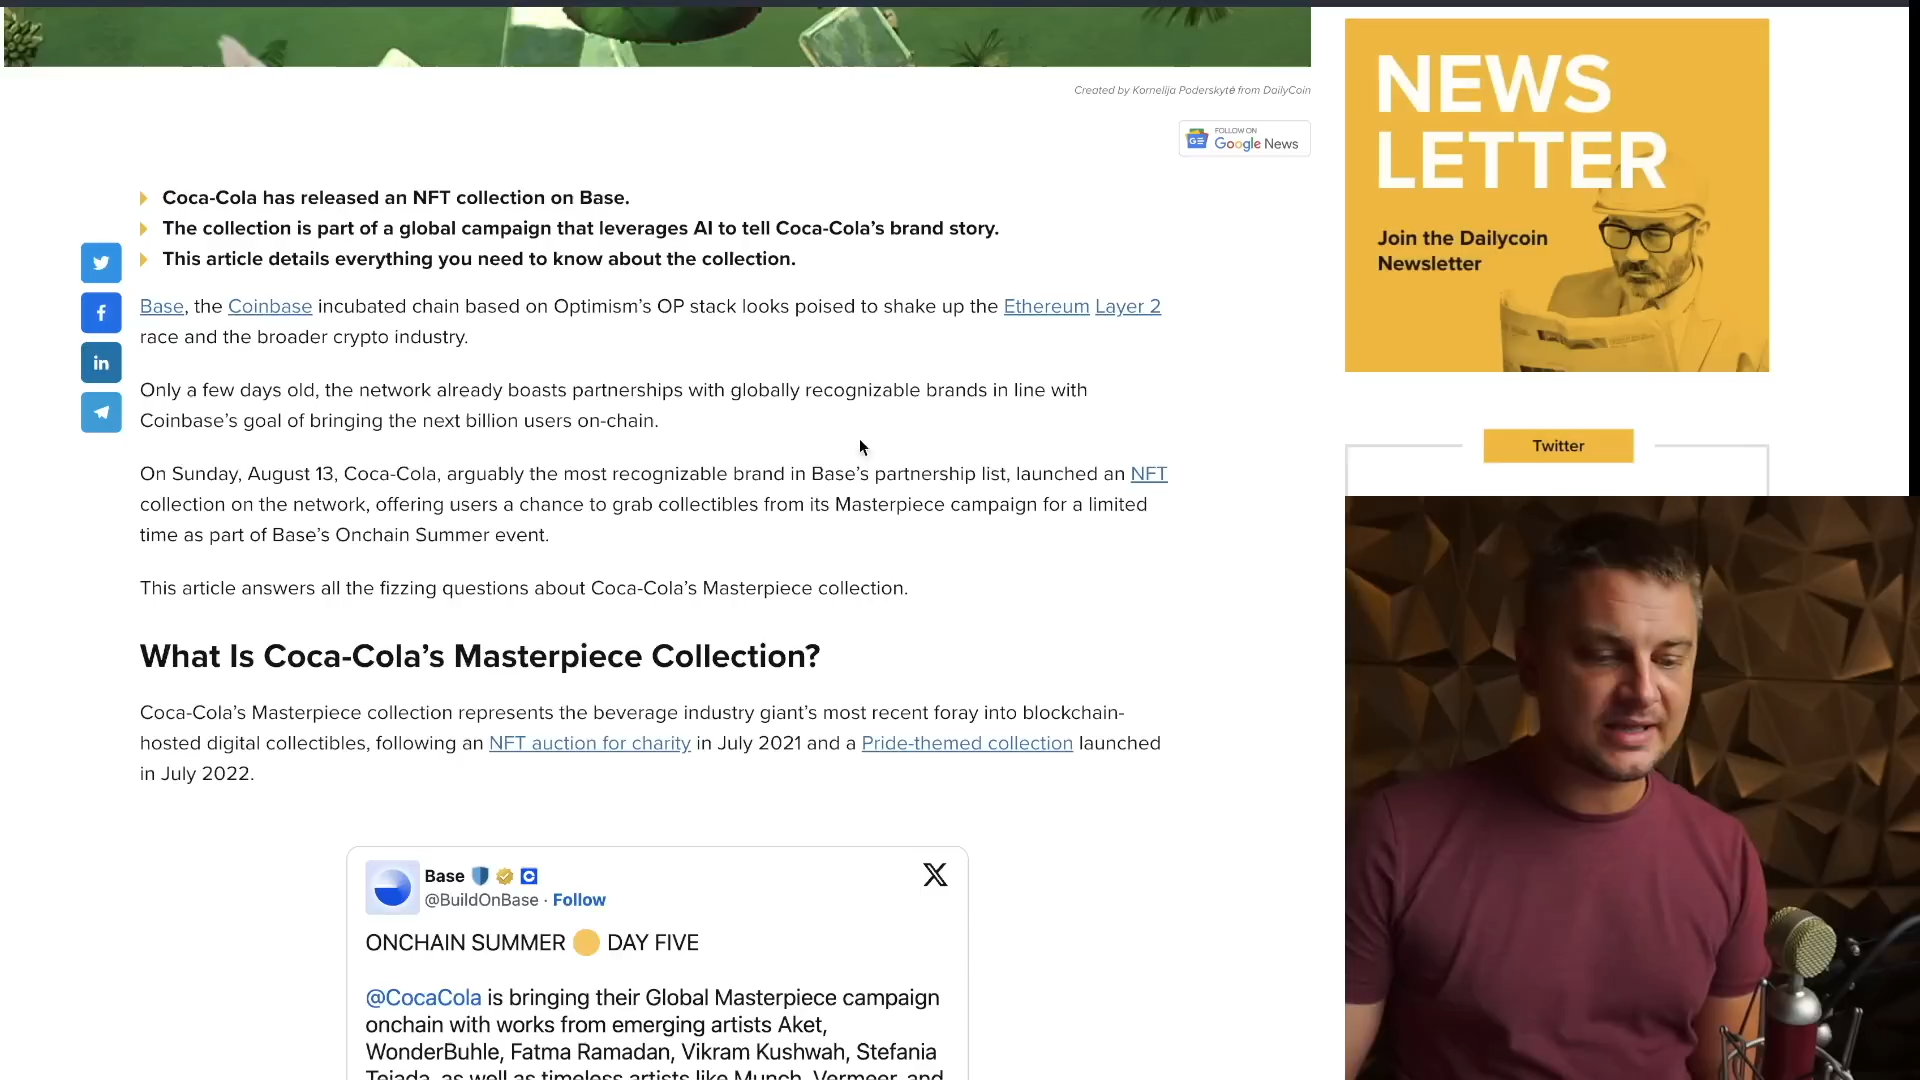 Created by Kornelija Poderskytė from DailyCoin
FOLLOW ON
Google News
Coca-Cola has released an NFT collection on Base.
The collection is part of a global campaign that leverages AI to tell Coca-Cola's brand story.
This article details everything you need to know about the collection.
Base, the Coinbase incubated chain based on Optimism's OP stack looks poised to shake up the Ethereum Layer 2
race and the broader crypto industry.
Only a few days old, the network already boasts partnerships with globally recognizable brands in line with
Coinbase's goal of bringing the next billion users on-chain.
On Sunday, August 13, Coca-Cola, arguably the most recognizable brand in Base's partnership list, launched an NFT
collection on the network, offering users a chance to grab collectibles from its Masterpiece campaign for a limited
time as part of Base's Onchain Summer event.
This article answers all the fizzing questions about Coca-Cola's Masterpiece collection.
What Is Coca-Cola's Masterpiece Collection?
Coca-Cola's Masterpiece collection represents the beverage industry giant's most recent foray into blockchain-
hosted digital collectibles, following an NFT auction for charity in July 2021 and a Pride-themed collection launched
in July 2022.
Base
@BuildOnBase · Follow
ONCHAIN SUMMER 🟡 DAY FIVE
@CocaCola is bringing their Global Masterpiece campaign
onchain with works from emerging artists Aket,
WonderBuhle, Fatma Ramadan, Vikram Kushwah, Stefania
Tejada, as well as timeless artists like Munch, Vermeer, and
NEWS
LETTER
Join the Dailycoin
Newsletter
Twitter